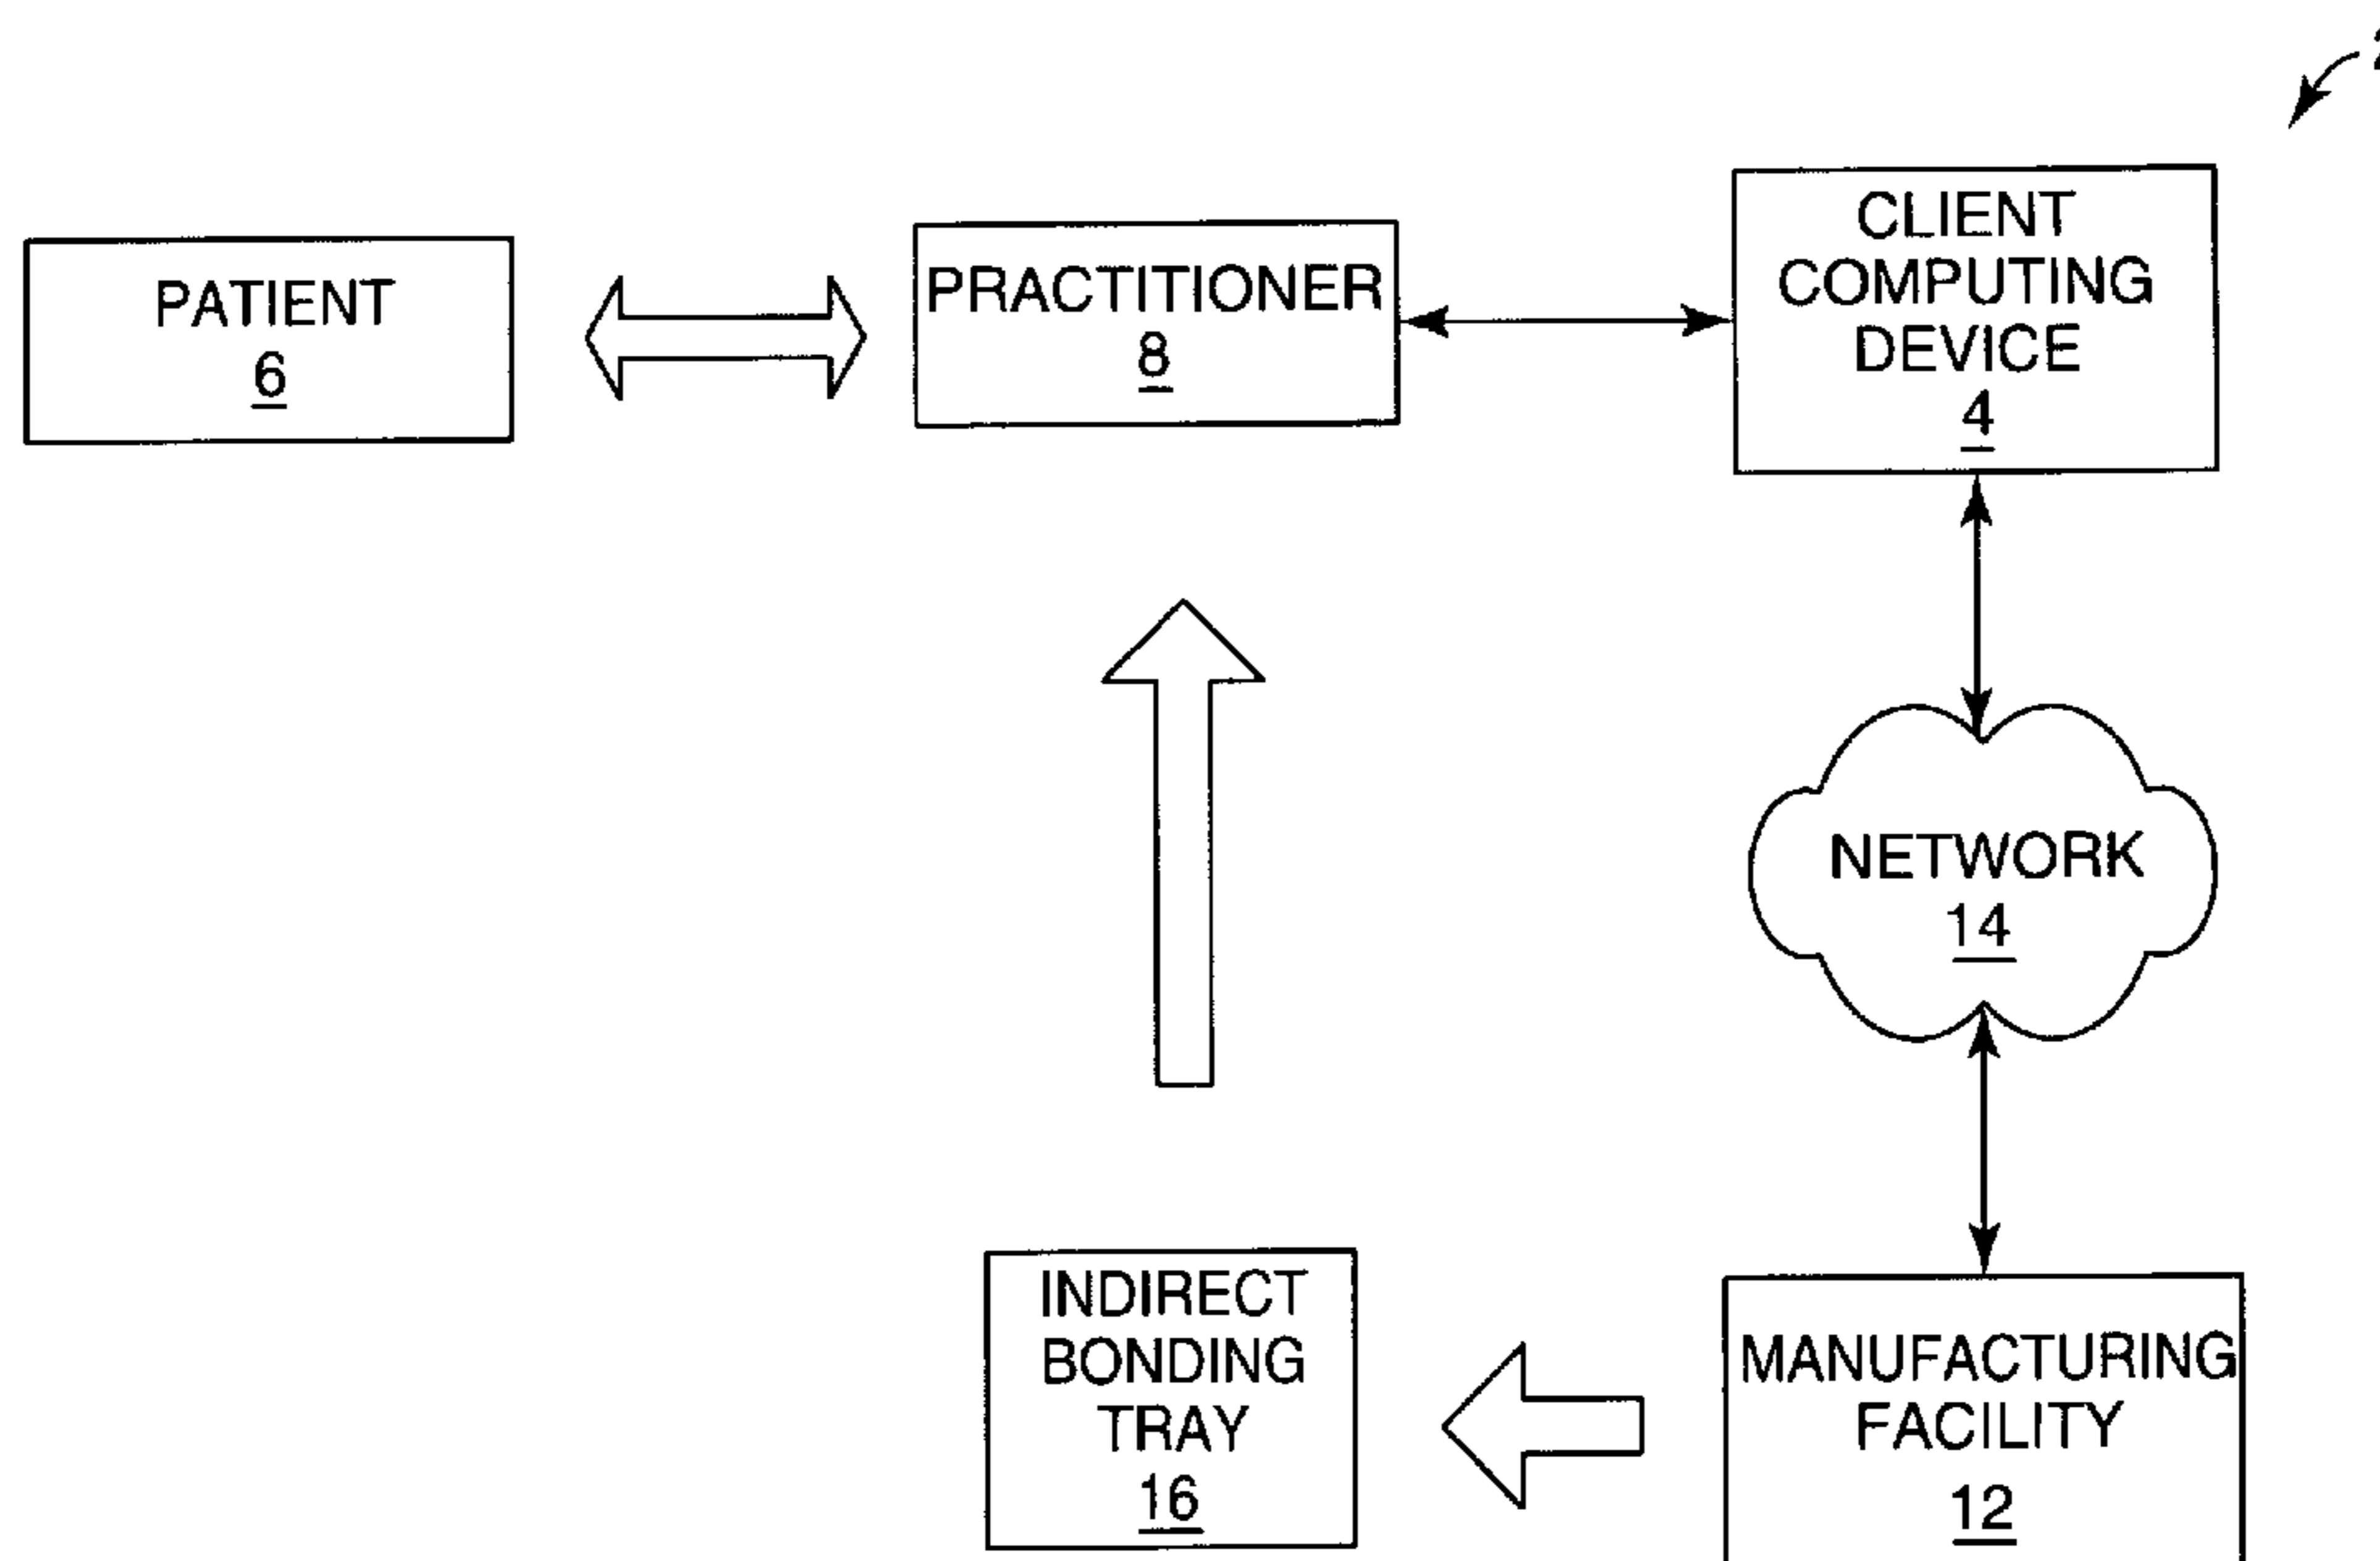 PATIENT
6
PRACTITIONER
8
CLIENT
COMPUTING
DEVICE
4
NETWORK
14
INDIRECT
BONDING
TRAY
16
MANUFACTURING
FACILITY
12